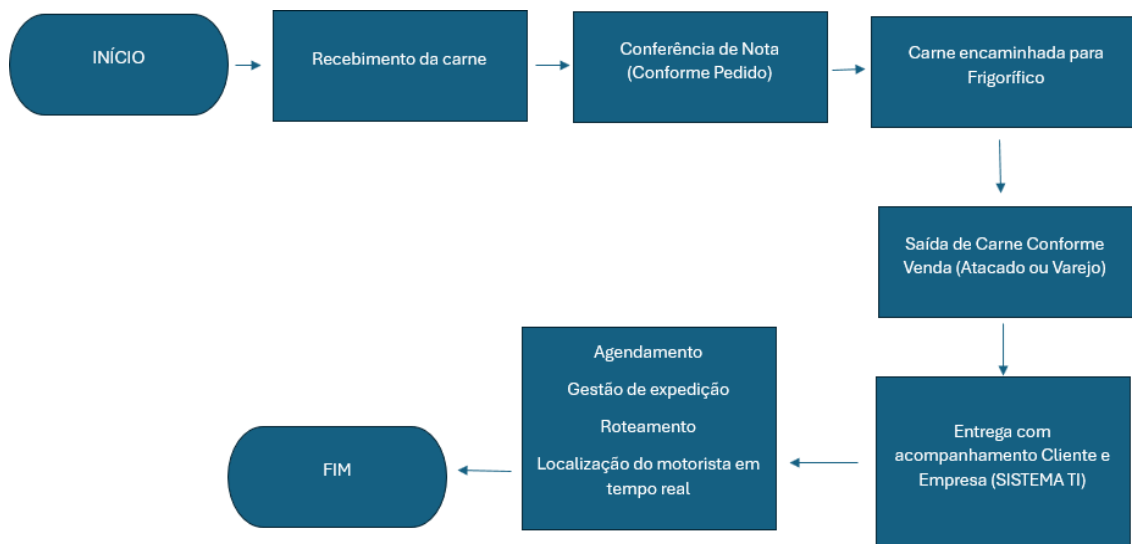 INÍCIO
Recebimento da carne
Conferência de Nota
(Conforme Pedido)
Carne encaminhada para
Frigorífico
Saída de Carne Conforme
Venda (Atacado ou Varejo)
Entrega com
acompanhamento Cliente e
Empresa (SISTEMA TI)
Agendamento
Gestão de expedição
Roteamento
Localização do motorista em
tempo real
FIM